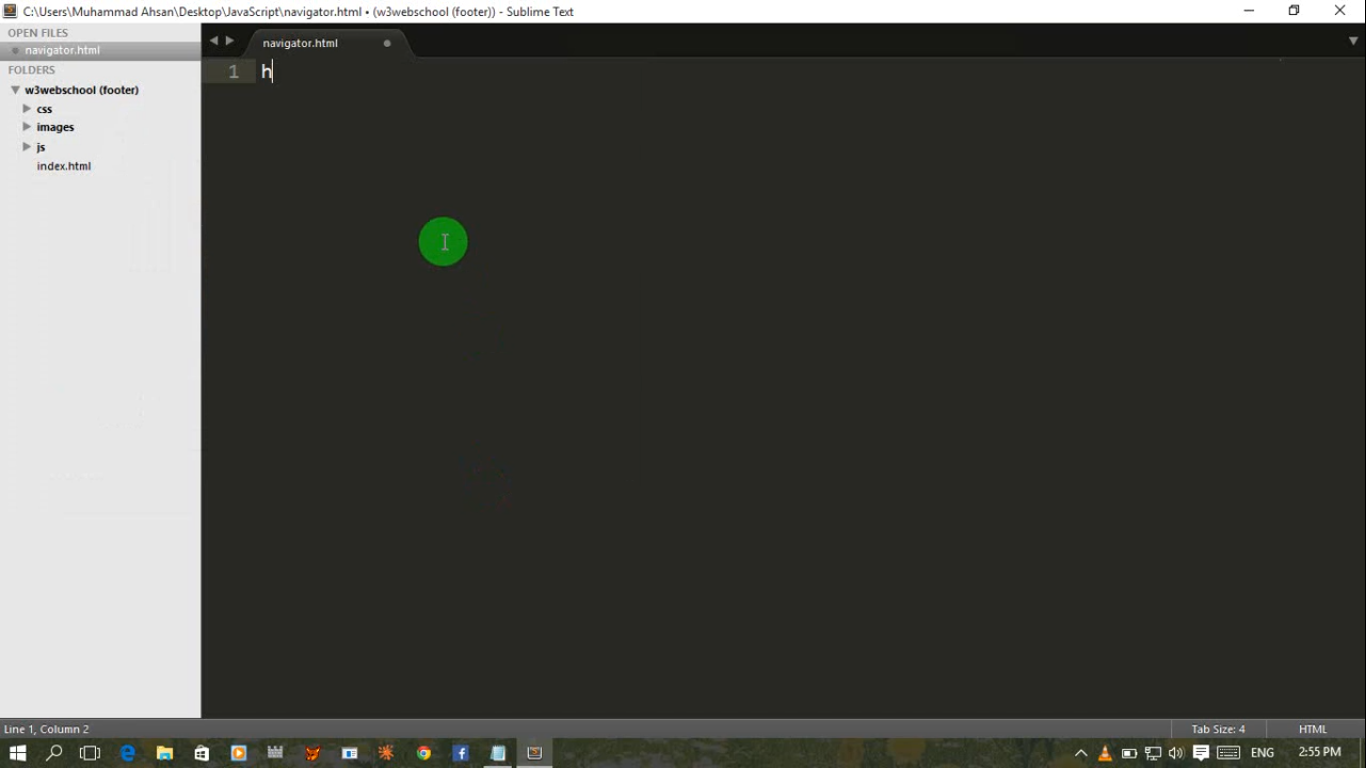 C:\Users\Muhammad Ahsan\Desktop\JavaScript\navigator.html • (w3webschool (footer)) - Sublime Text
OPEN FILES
navigator.html
FOLDERS
w3webschool (footer)
css
images
js
index.html
navigator.html
1 h
Line 1, Column 2
Tab Size: 4
HTML
ENG
2:55 PM